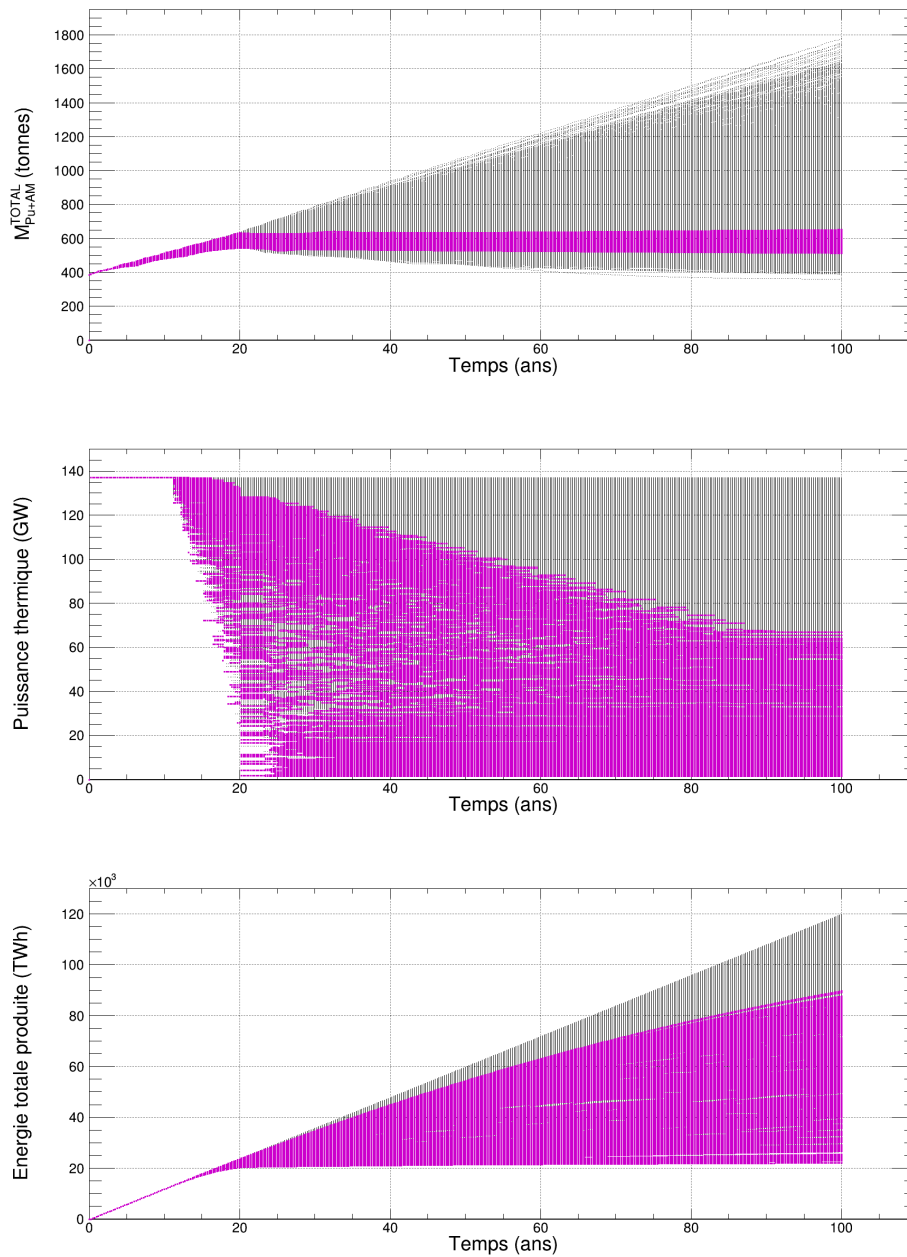 1800
1600
1400
1200
1000
800
600
400
200
0
M_{Pu+AM}^{TOTAL} (tonnes)
0 20 40 60 80 100
Temps (ans)
140
120
100
80
60
40
20
0
Puissance thermique (GW)
0 20 40 60 80 100
Temps (ans)
×10³
120
100
80
60
40
20
0
Energie totale produite (TWh)
0 20 40 60 80 100
Temps (ans)